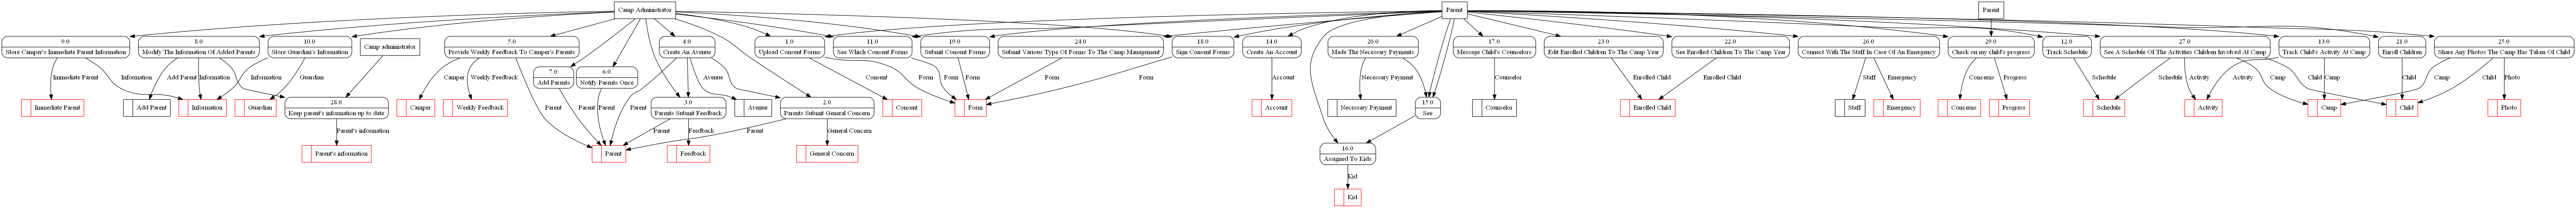 Camp Administrator
Parent
Parent
9.0
Store Camper's Immediate Parent Information
8.0
Modify The Information Of Added Parents
10.0
Store Guardian's Information
Camp administrator
5.0
Provide Weekly Feedback To Camper's Parents
4.0
Create An Avenue
1.0
Upload Consent Forms
11.0
See Which Consent Forms
19.0
Submit Consent Forms
24.0
Submit Various Type Of Forms To The Camp Management
18.0
Sign Consent Forms
14.0
Create An Account
20.0
Made The Necessary Payments
17.0
Message Child's Counselors
23.0
Edit Enrolled Children To The Camp Year
22.0
See Enrolled Children To The Camp Year
26.0
Connect With The Staff In Case Of An Emergency
29.0
Check on my child's progress
12.0
Track Schedule
27.0
See A Schedule Of The Activities Children Involved At Camp
13.0
Track Child's Activity At Camp
21.0
Enroll Children
25.0
Share Any Photos The Camp Has Taken Of Child
7.0
Add Parents
6.0
Notify Parents Once
Immediate Parent
Information
Add Parent
Information
Information
Guardian
Camper
Weekly Feedback
Parent
Parent
Parent
Parent
Avenue
Consent
Form
Form
Form
Form
Form
Account
Necessary Payment
Counselor
Enrolled Child
Enrolled Child
Staff
Emergency
Concerns
Progress
Schedule
Schedule
Activity
Activity
Camp
Child
Camp
Child
Camp
Child
Photo
Immediate Parent
Add Parent
Information
Guardian
28.0
Keep parent's information up to date
Camper
Weekly Feedback
3.0
Parents Submit Feedback
Avenue
2.0
Parents Submit General Concern
Consent
Form
Account
Necessary Payment
15.0
See
Counselor
Enrolled Child
Staff
Emergency
Concerns
Progress
Schedule
Activity
Camp
Child
Photo
Parent's information
Parent
Feedback
Parent
General Concern
Parent's information
Parent
Feedback
General Concern
16.0
Assigned To Kids
Kid
Kid